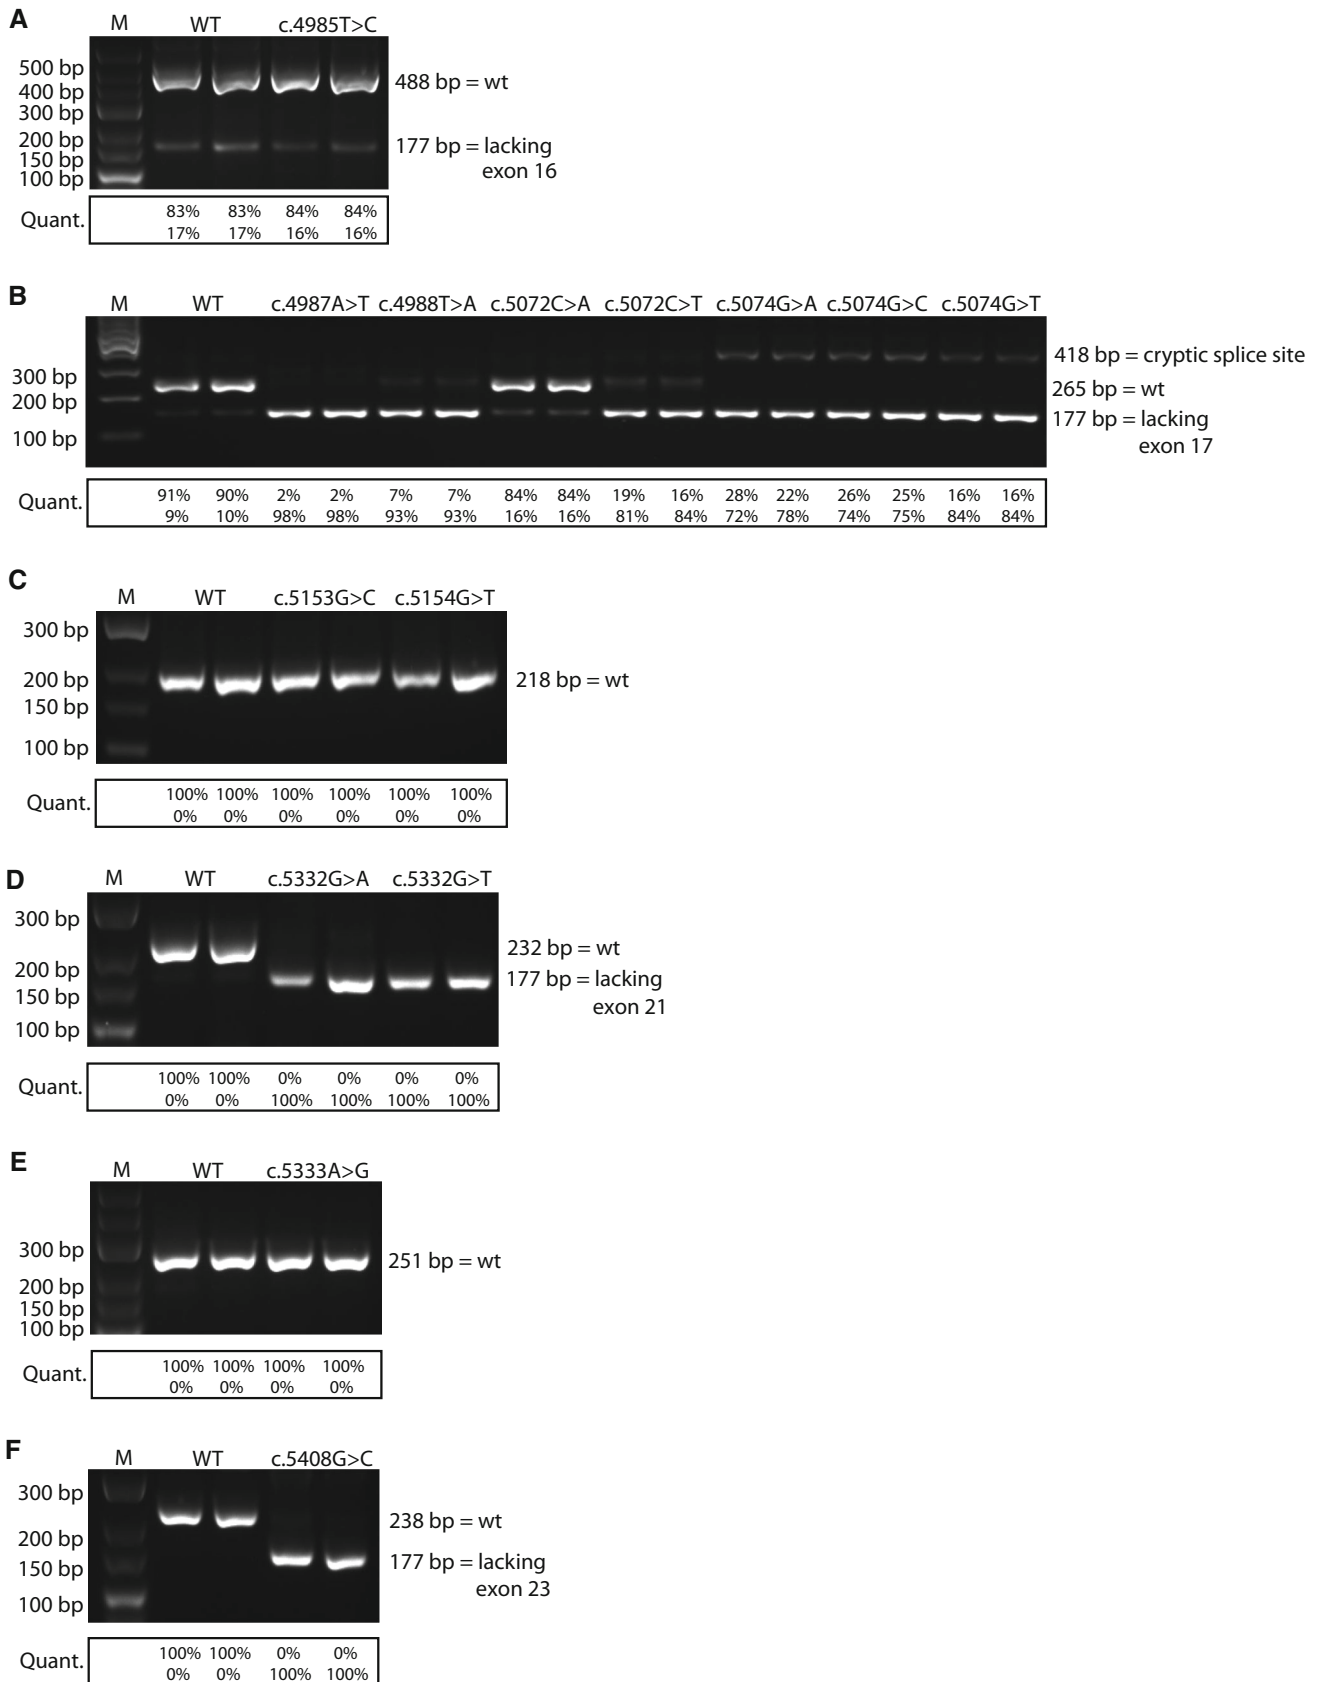 A
M WT c.4985T>C
500 bp
400 bp
300 bp
200 bp
150 bp
100 bp
488 bp = wt
177 bp = lacking
exon 16
Quant.
83% 83% 84% 84%
17% 17% 16% 16%
B
M WT c.4987A>T c.4988T>A c.5072C>A c.5072C>T c.5074G>A c.5074G>C c.5074G>T
300 bp
200 bp
100 bp
418 bp = cryptic splice site
265 bp = wt
177 bp = lacking
exon 17
Quant.
91% 90% 2% 2% 7% 7% 84% 84% 19% 16% 28% 22% 26% 25% 16% 16%
9% 10% 98% 98% 93% 93% 16% 16% 81% 84% 72% 78% 74% 75% 84% 84%
C
M WT c.5153G>C c.5154G>T
300 bp
200 bp
150 bp
100 bp
218 bp = wt
Quant.
100% 100% 100% 100% 100% 100%
0% 0% 0% 0% 0% 0%
D
M WT c.5332G>A c.5332G>T
300 bp
200 bp
150 bp
100 bp
232 bp = wt
177 bp = lacking
exon 21
Quant.
100% 100% 0% 0% 0% 0%
0% 0% 100% 100% 100% 100%
E
M WT c.5333A>G
300 bp
200 bp
150 bp
100 bp
251 bp = wt
Quant.
100% 100% 100% 100%
0% 0% 0% 0%
F
M WT c.5408G>C
300 bp
200 bp
150 bp
100 bp
238 bp = wt
177 bp = lacking
exon 23
Quant.
100% 100% 0% 0%
0% 0% 100% 100%